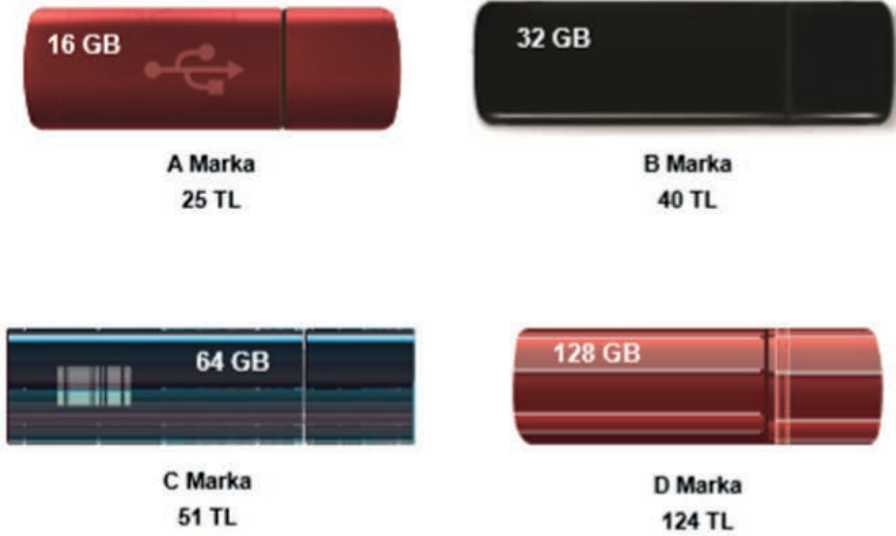 16 GB
A Marka
25 TL
32 GB
B Marka
40 TL
64 GB
C Marka
51 TL
128 GB
D Marka
124 TL